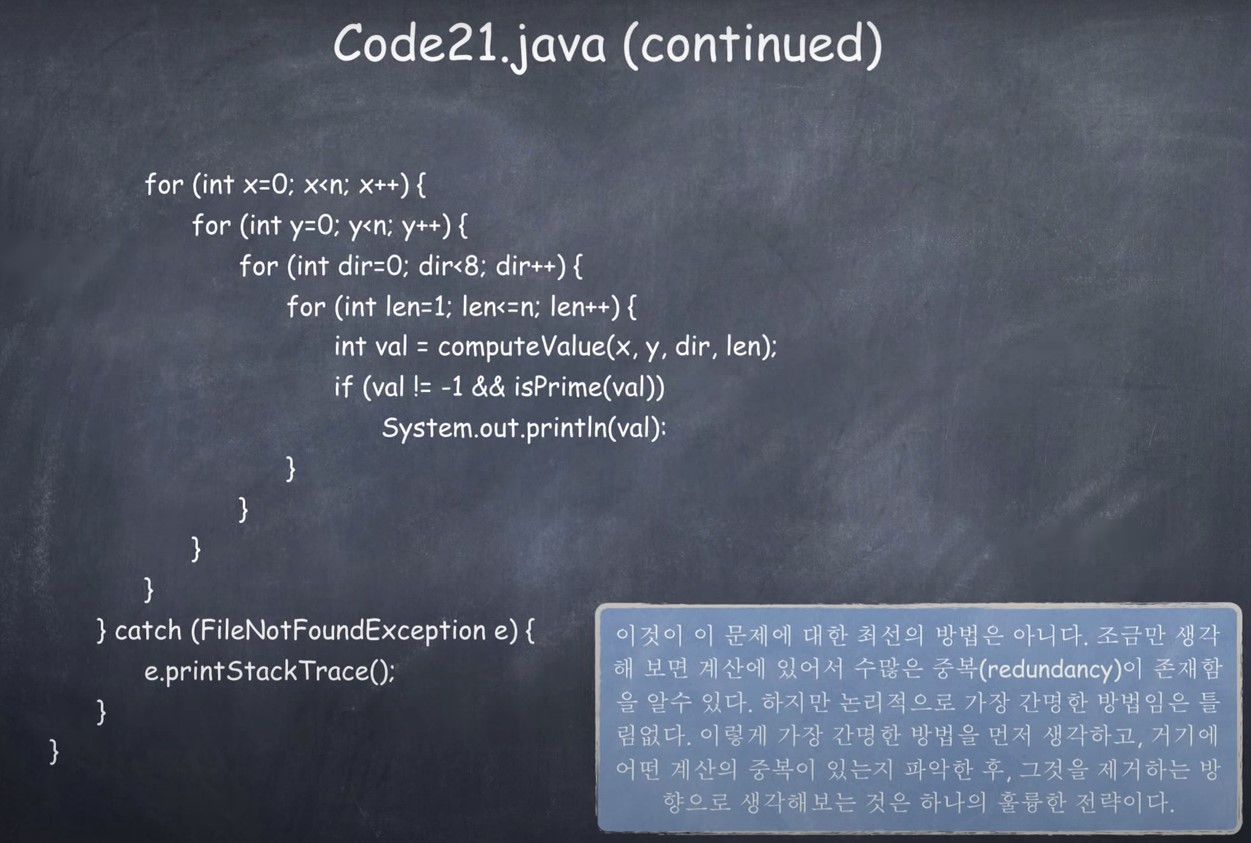 Code21.java (continued)
for (int x=0; x<n; x++) {
for (int y=0; y<n; y++) {
for (int dir=0; dir<8; dir++) {
for (int len=1; len<=n; len++) {
int val = computeValue(x, y, dir, len);
if (val != -1 && isPrime(val))
System.out.println(val):
}
}
}
}
} catch (FileNotFoundException e) {
e.printStackTrace();
}
}
이것이 이 문제에 대한 최선의 방법은 아니다. 조금만 생각
해 보면 계산에 있어서 수많은 중복(redundancy)이 존재함
을 알수 있다. 하지만 논리적으로 가장 간명한 방법임은 틀
림없다. 이렇게 가장 간명한 방법을 먼저 생각하고, 거기에
어떤 계산의 중복이 있는지 파악한 후, 그것을 제거하는 방
향으로 생각해보는 것은 하나의 훌륭한 전략이다.